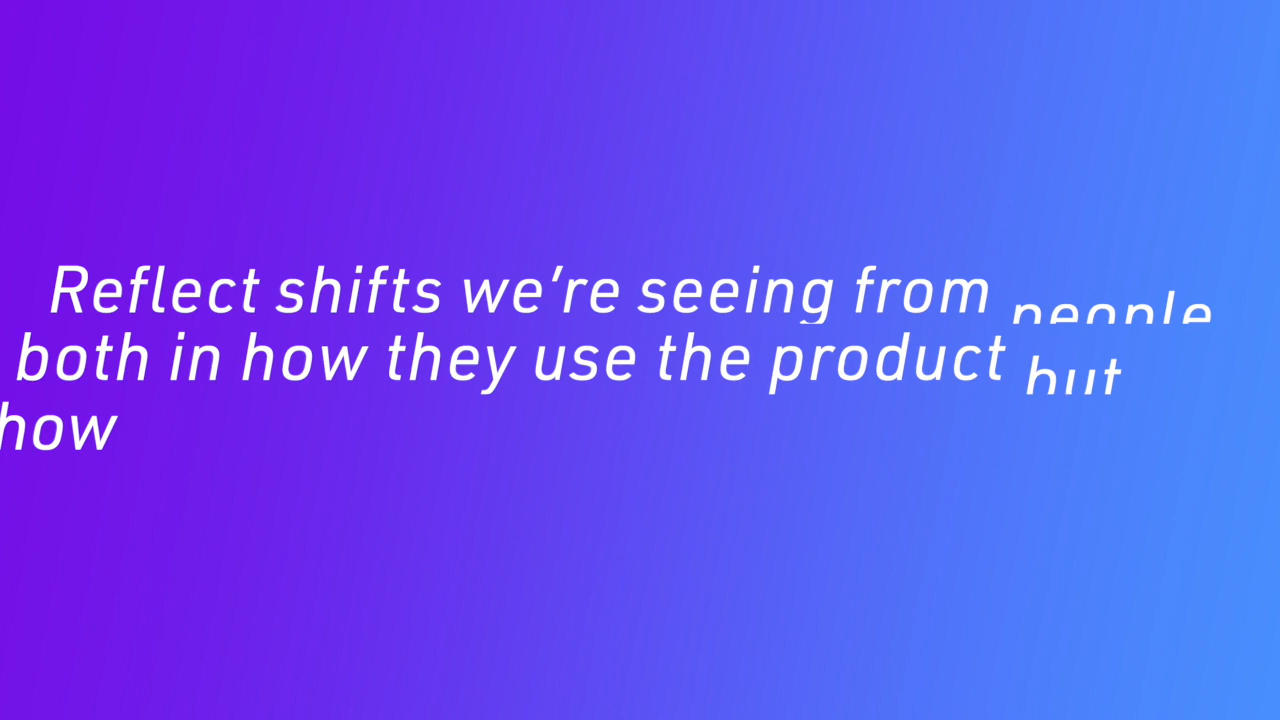 Reflect shifts we're seeing from people
both in how they use the product but
how